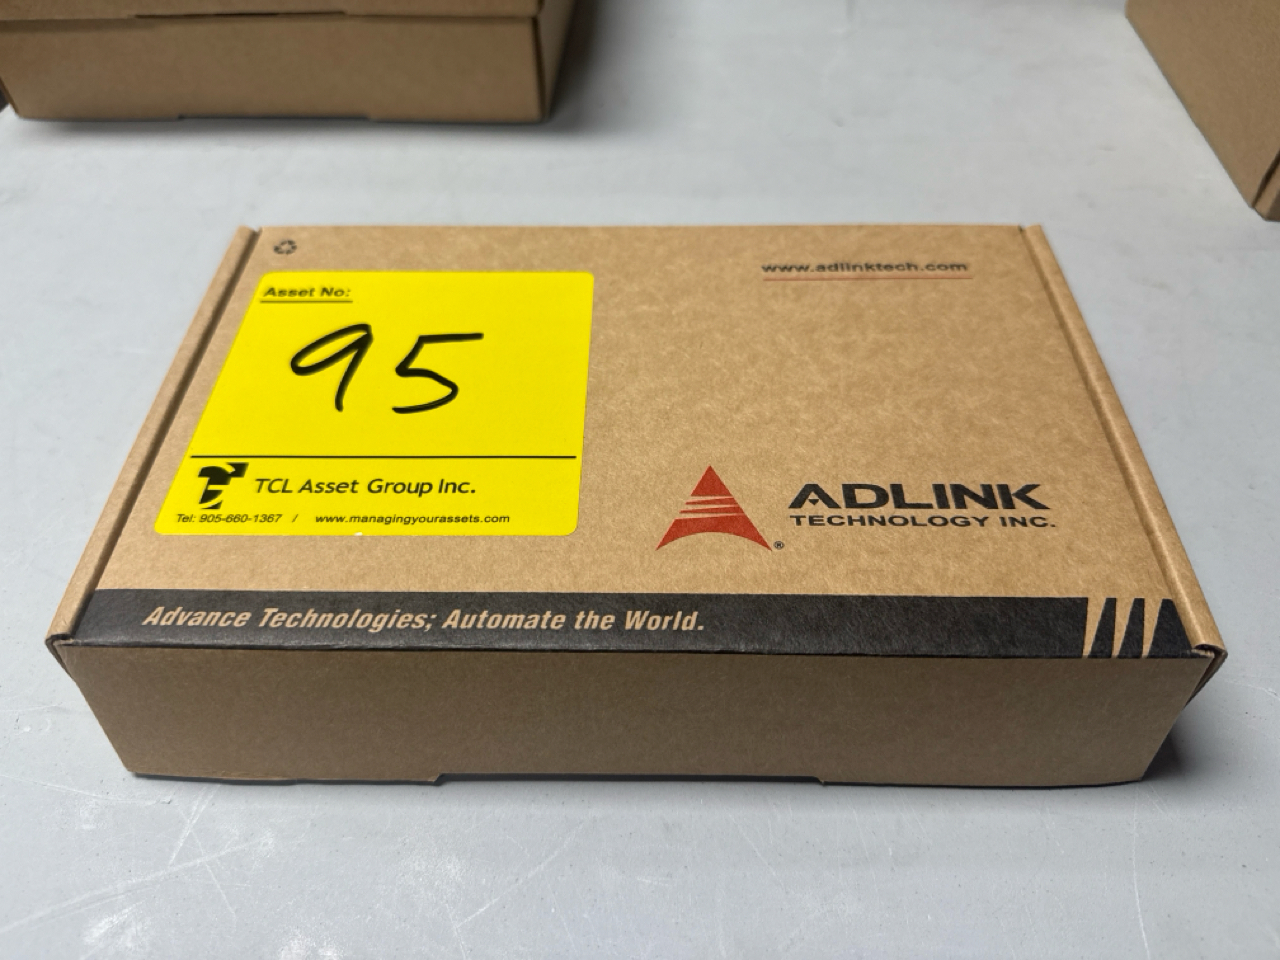 www.adlinktech.com
Asset No:
95
TCL Asset Group Inc.
Tel: 905-660-1367 / www.managingyourassets.com
ADLINK
TECHNOLOGY INC.
®
Advance Technologies; Automate the World.